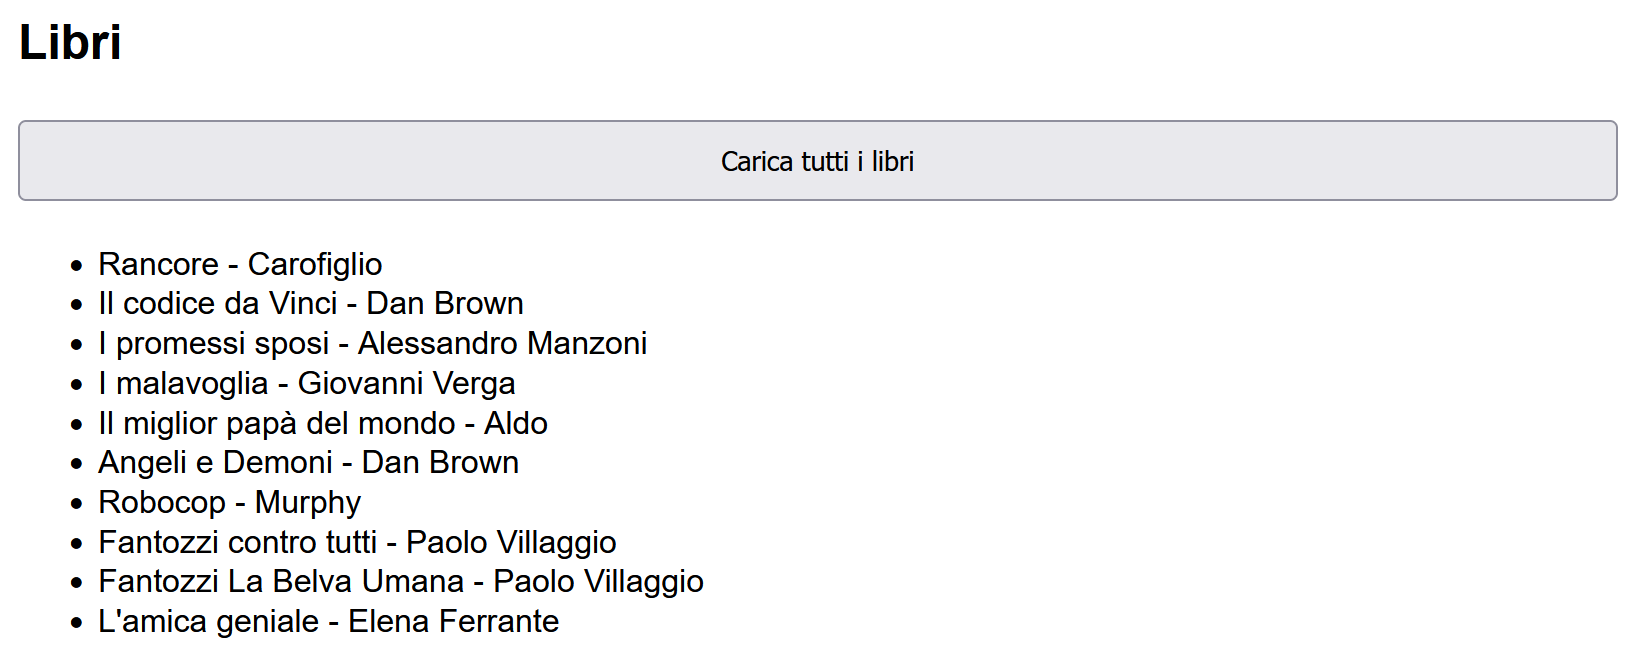 Libri
Carica tutti i libri
Rancore - Carofiglio
Il codice da Vinci - Dan Brown
I promessi sposi - Alessandro Manzoni
I malavoglia - Giovanni Verga
Il miglior papà del mondo - Aldo
Angeli e Demoni - Dan Brown
Robocop - Murphy
Fantozzi contro tutti - Paolo Villaggio
Fantozzi La Belva Umana - Paolo Villaggio
L'amica geniale - Elena Ferrante